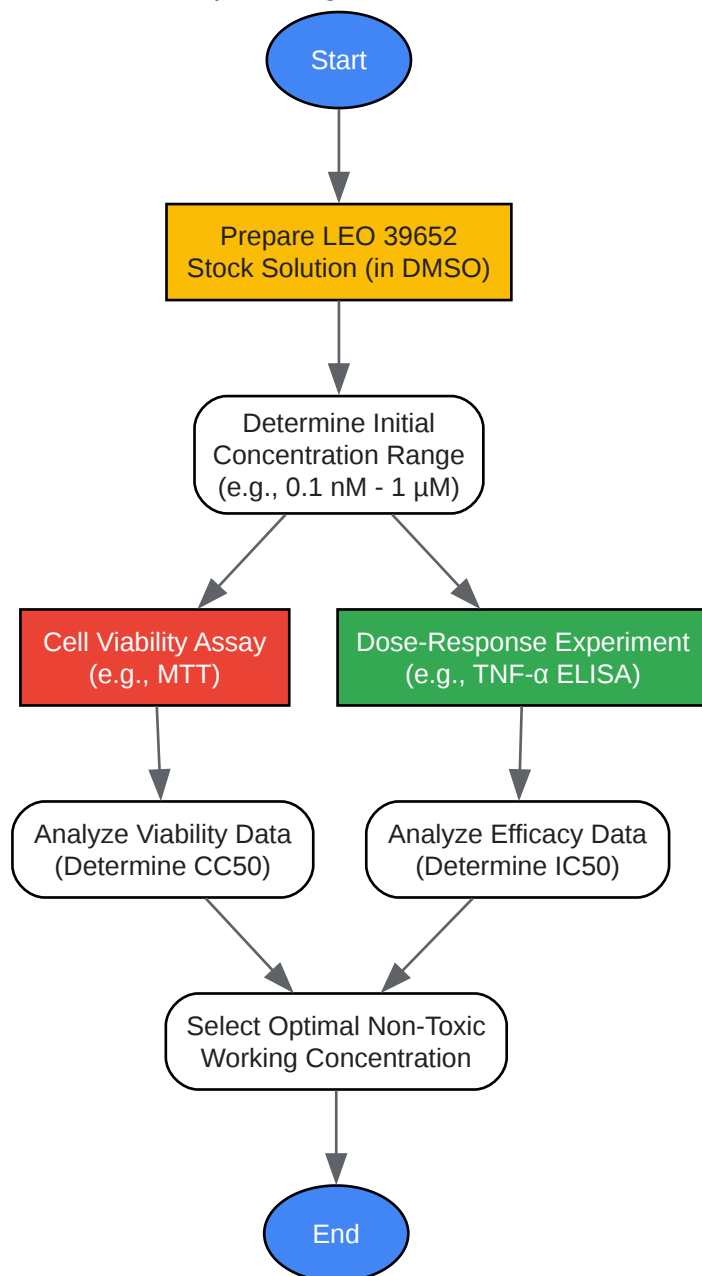 Start
Prepare LEO 39652
Stock Solution (in DMSO)
Determine Initial
Concentration Range
(e.g., 0.1 nM - 1 µM)
Cell Viability Assay
(e.g., MTT)
Dose-Response Experiment
(e.g., TNF-α ELISA)
Analyze Viability Data
(Determine CC50)
Analyze Efficacy Data
(Determine IC50)
Select Optimal Non-Toxic
Working Concentration
End